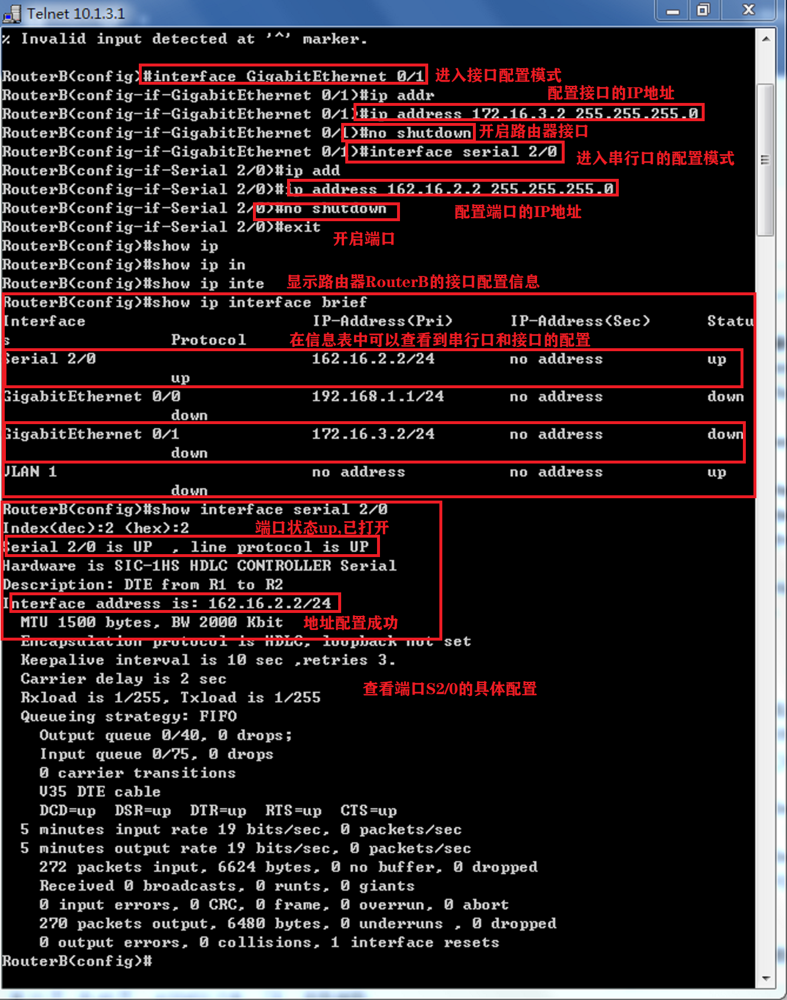 Telnet 10.1.3.1
% Invalid input detected at '^' marker.
RouterB(config)#interface GigabitEthernet 0/1 进入接口配置模式
RouterB(config-if-GigabitEthernet 0/1)#ip addr 配置接口的IP地址
RouterB(config-if-GigabitEthernet 0/1)#ip address 172.16.3.2 255.255.255.0
RouterB(config-if-GigabitEthernet 0/1)#no shutdown 开启路由器接口
RouterB(config-if-GigabitEthernet 0/1)#interface serial 2/0 进入串行口的配置模式
RouterB(config-if-Serial 2/0)#ip add
RouterB(config-if-Serial 2/0)#ip address 162.16.2.2 255.255.255.0
RouterB(config-if-Serial 2/0)#no shutdown 配置端口的IP地址
RouterB(config-if-Serial 2/0)#exit
开启端口
RouterB(config)#show ip
RouterB(config)#show ip in
RouterB(config)#show ip inte 显示路由器RouterB的接口配置信息
RouterB(config)#show ip interface brief
Interface IP-Address(Pri) IP-Address(Sec) Statu
s Protocol 在信息表中可以查看到串行口和接口的配置
Serial 2/0 162.16.2.2/24 no address up
up
GigabitEthernet 0/0 192.168.1.1/24 no address down
down
GigabitEthernet 0/1 172.16.3.2/24 no address down
down
VLAN 1 no address no address up
down
RouterB(config)#show interface serial 2/0
Index(dec):2 (hex):2 端口状态up,已打开
Serial 2/0 is UP , line protocol is UP
Hardware is SIC-1HS HDLC CONTROLLER Serial
Description: DTE from R1 to R2
Interface address is: 162.16.2.2/24
MTU 1500 bytes, BW 2000 Kbit 地址配置成功
Encapsulation protocol is HDLC, loopback not set
Keepalive interval is 10 sec ,retries 3.
Carrier delay is 2 sec
查看端口S2/0的具体配置
Rxload is 1/255, Txload is 1/255
Queueing strategy: FIFO
Output queue 0/40, 0 drops;
Input queue 0/75, 0 drops
0 carrier transitions
V35 DTE cable
DCD=up DSR=up DTR=up RTS=up CTS=up
5 minutes input rate 19 bits/sec, 0 packets/sec
5 minutes output rate 19 bits/sec, 0 packets/sec
272 packets input, 6624 bytes, 0 no buffer, 0 dropped
Received 0 broadcasts, 0 runts, 0 giants
0 input errors, 0 CRC, 0 frame, 0 overrun, 0 abort
270 packets output, 6480 bytes, 0 underruns , 0 dropped
0 output errors, 0 collisions, 1 interface resets
RouterB(config)#